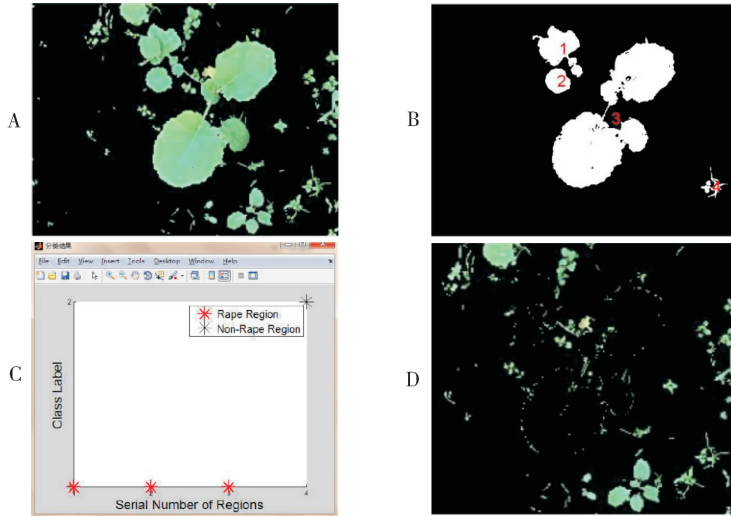 A
B
1
2
3
4
分类结果
File Edit View Insert Tools Desktop Window Help
2
Rape Region
Non-Rape Region
Class Label
4
Serial Number of Regions
C
D